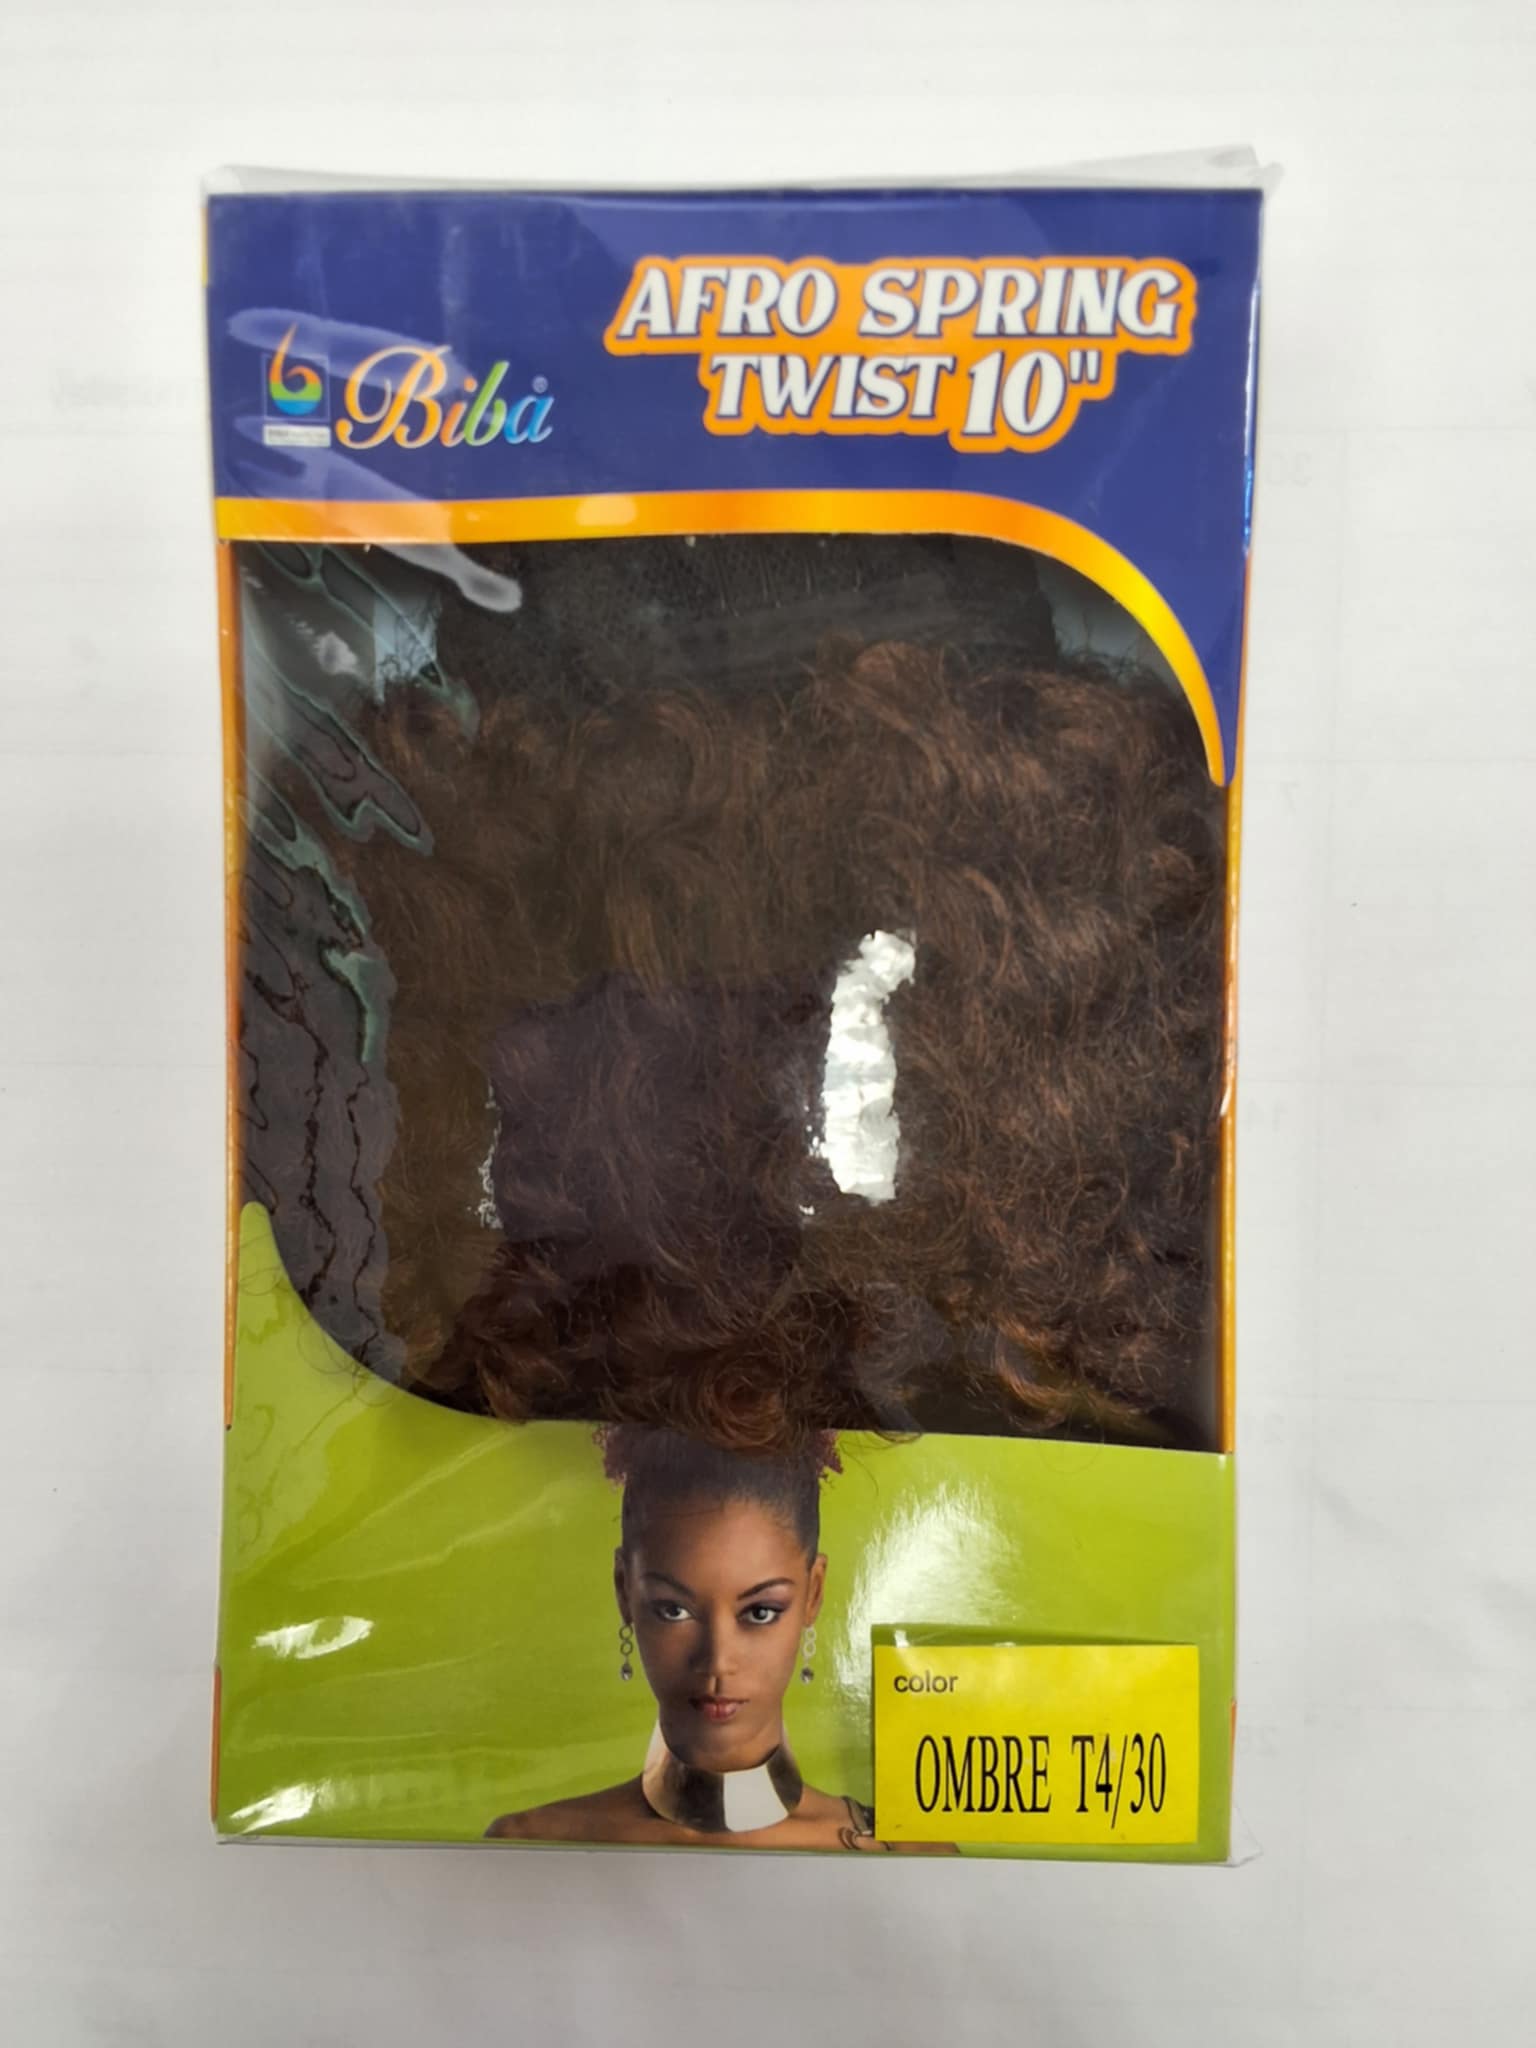 AFRO SPRING
TWIST 10"
Biba®
color
OMBRE T4/30